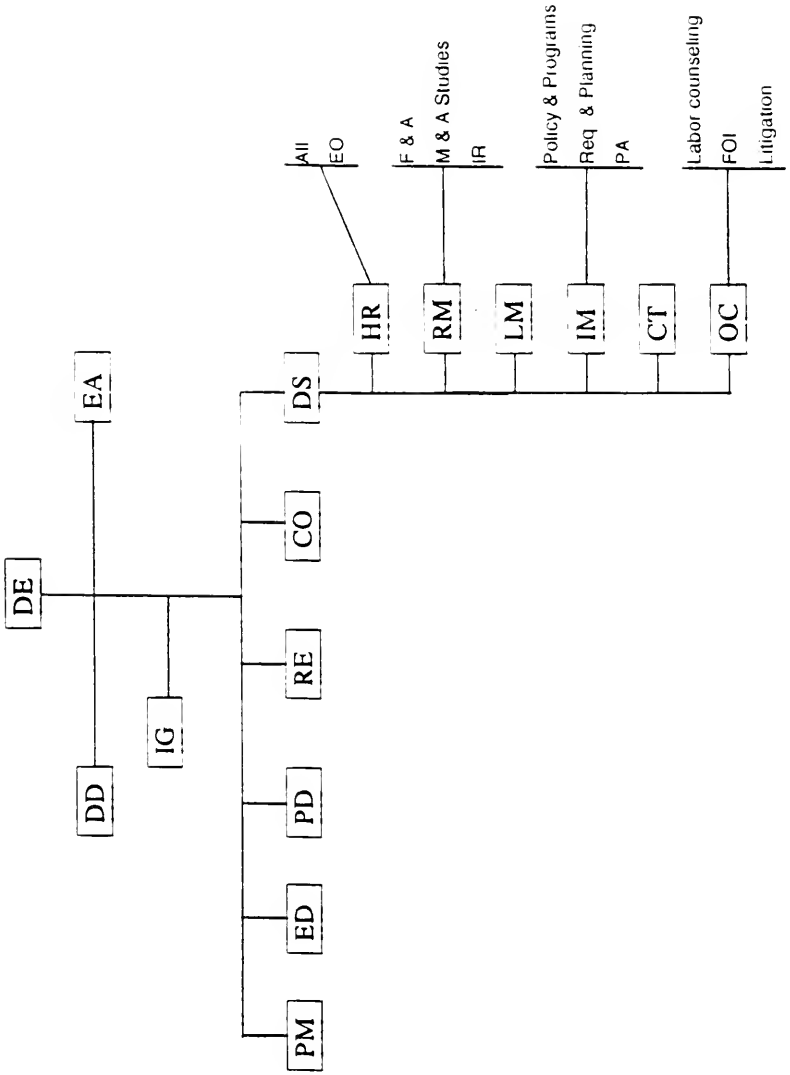 DE
DD
EA
IG
PM
ED
PD
RE
CO
DS
HR
All
EO
RM
F & A
M & A Studies
IR
LM
IM
Policy & Programs
Req & Planning
PA
CT
OC
Labor counseling
FOI
Litigation